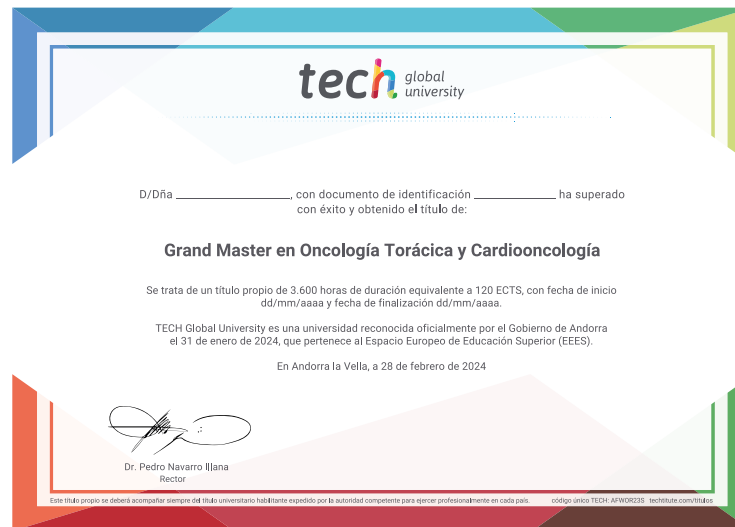 tech global
university
D/Dña ______________, con documento de identificación __________ ha superado
con éxito y obtenido el título de:
Grand Master en Oncología Torácica y Cardiooncología
Se trata de un título propio de 3.600 horas de duración equivalente a 120 ECTS, con fecha de inicio
dd/mm/aaaa y fecha de finalización dd/mm/aaaa.
TECH Global University es una universidad reconocida oficialmente por el Gobierno de Andorra
el 31 de enero de 2024, que pertenece al Espacio Europeo de Educación Superior (EEES).
En Andorra la Vella, a 28 de febrero de 2024
Dr. Pedro Navarro Illana
Rector
Este título propio se deberá acompañar siempre del título universitario habilitante expedido por la autoridad competente para ejercer profesionalmente en cada país. código único TECH: AFWOR23S techtitute.com/titulos